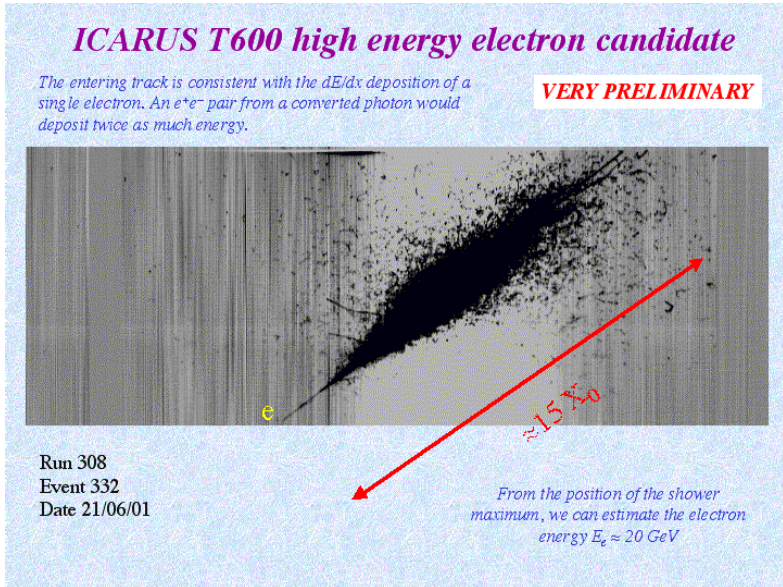 ICARUS T600 high energy electron candidate
The entering track is consistent with the dE/dx deposition of a
single electron. An e⁺e⁻ pair from a converted photon would
deposit twice as much energy.
VERY PRELIMINARY
e
≈15 X₀
Run 308
Event 332
Date 21/06/01
From the position of the shower
maximum, we can estimate the electron
energy Eₑ ≈ 20 GeV